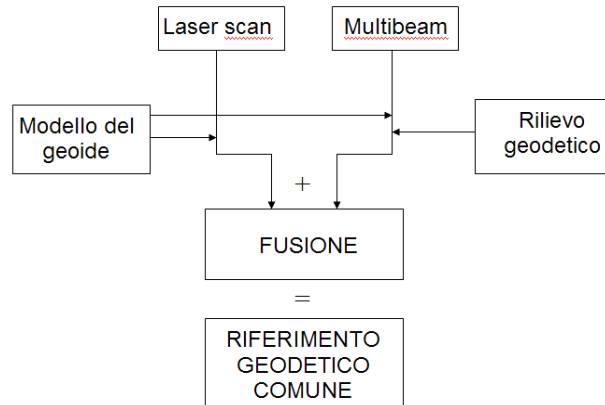 Laser scan
Multibeam
Modello del
geoide
Rilievo
geodetico
+
FUSIONE
=
RIFERIMENTO
GEODETICO
COMUNE